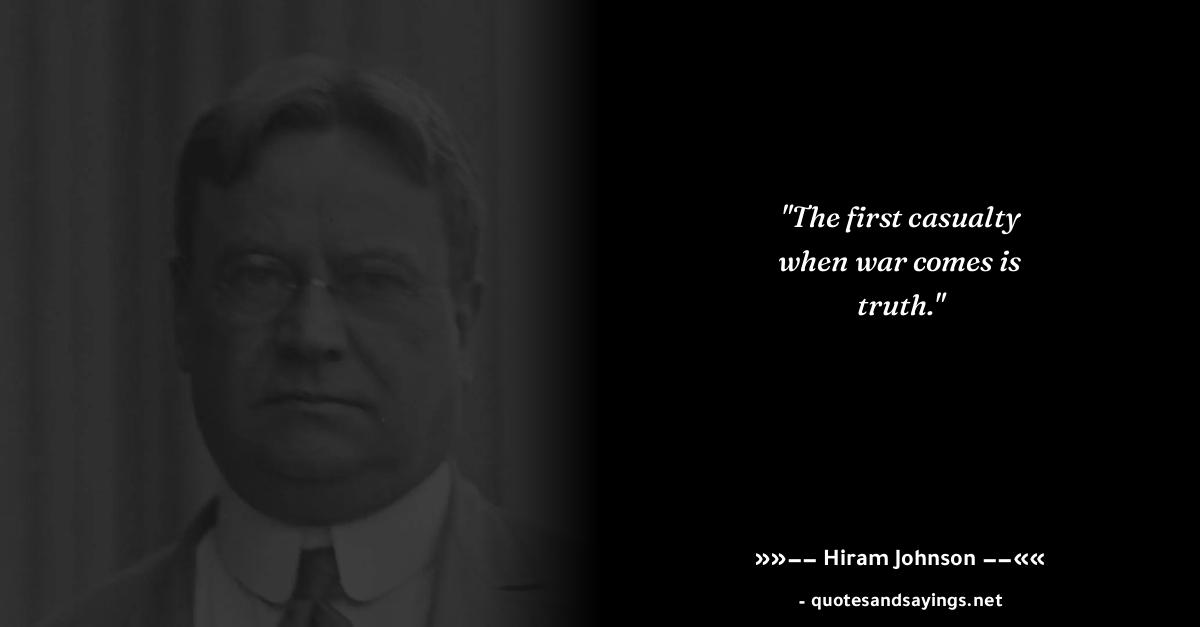 "The first casualty
when war comes is
truth."
»»−− Hiram Johnson −−««
- quotesandsayings.net